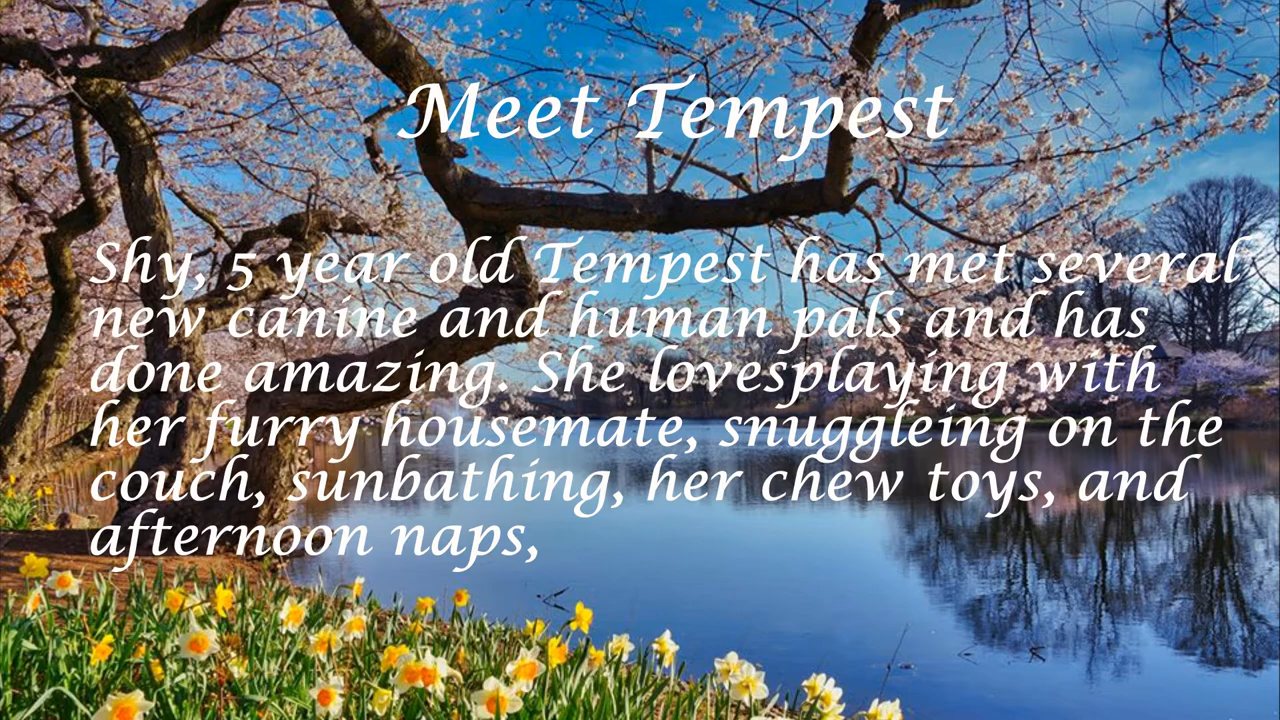 Meet Tempest
Shy, 5 year old Tempest has met several
new canine and human pals and has
done amazing. She lovesplaying with
her furry housemate, snuggleing on the
couch, sunbathing, her chew toys, and
afternoon naps,